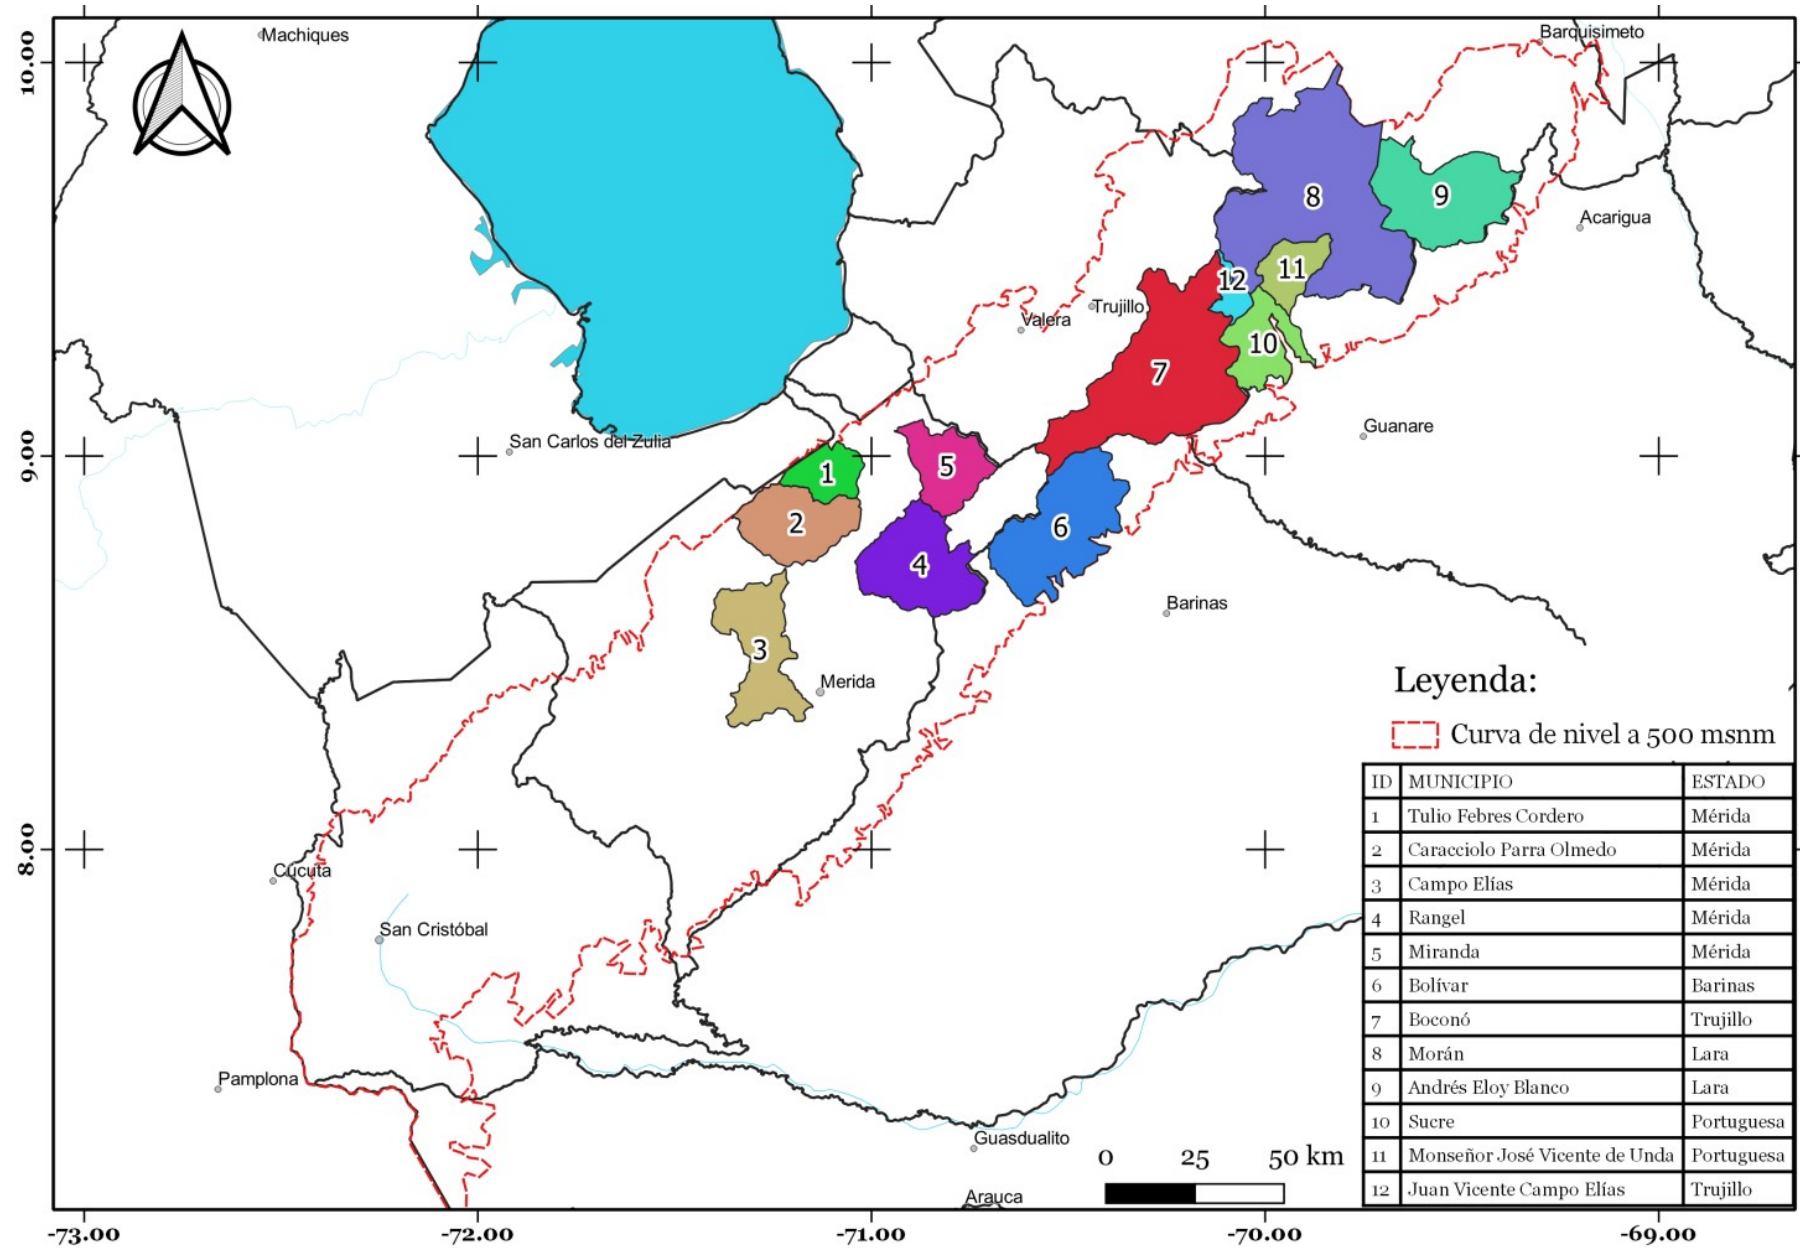 Machiques
Barquisimeto
10.00
Acarigua
8
9
11
12
Trujillo
Valera
10
7
Guanare
San Carlos del Zulia
9.00
1
5
2
6
4
Barinas
3
Merida
Leyenda:
Curva de nivel a 500 msnm
ID MUNICIPIO ESTADO
1 Tulio Febres Cordero Mérida
2 Caracciolo Parra Olmedo Mérida
3 Campo Elías Mérida
4 Rangel Mérida
5 Miranda Mérida
6 Bolívar Barinas
7 Boconó Trujillo
8 Morán Lara
9 Andrés Eloy Blanco Lara
10 Sucre Portuguesa
11 Monseñor José Vicente de Unda Portuguesa
12 Juan Vicente Campo Elías Trujillo
8.00
Cúcuta
San Cristóbal
Pamplona
Guasdualito
0 25 50 km
Arauca
-73.00 -72.00 -71.00 -70.00 -69.00